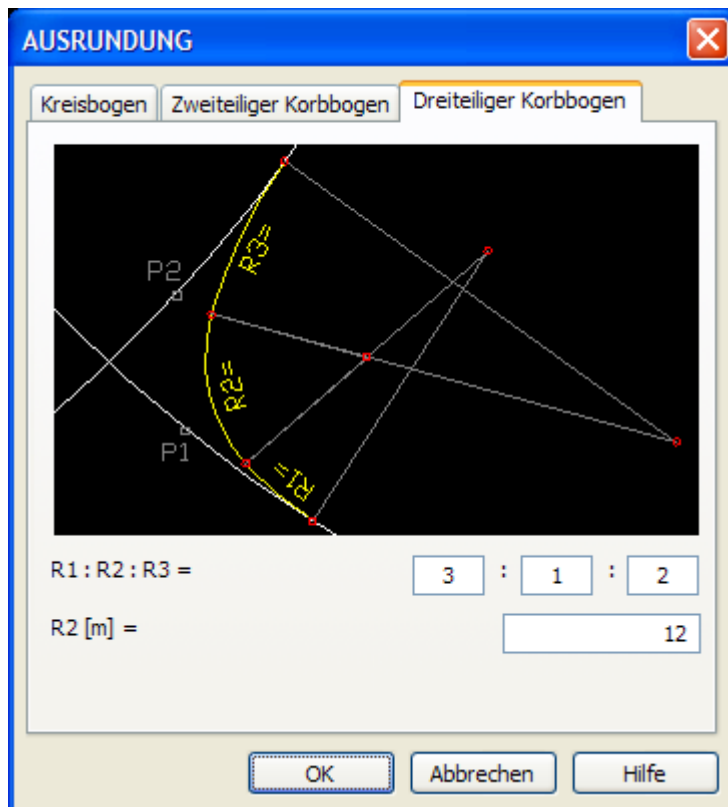 AUSRUNDUNG
Kreisbogen Zweiteiliger Korbbogen Dreiteiliger Korbbogen
R3=
P2
R2=
P1
R1=
R1 : R2 : R3 = 3 : 1 : 2
R2 [m] = 12
OK Abbrechen Hilfe